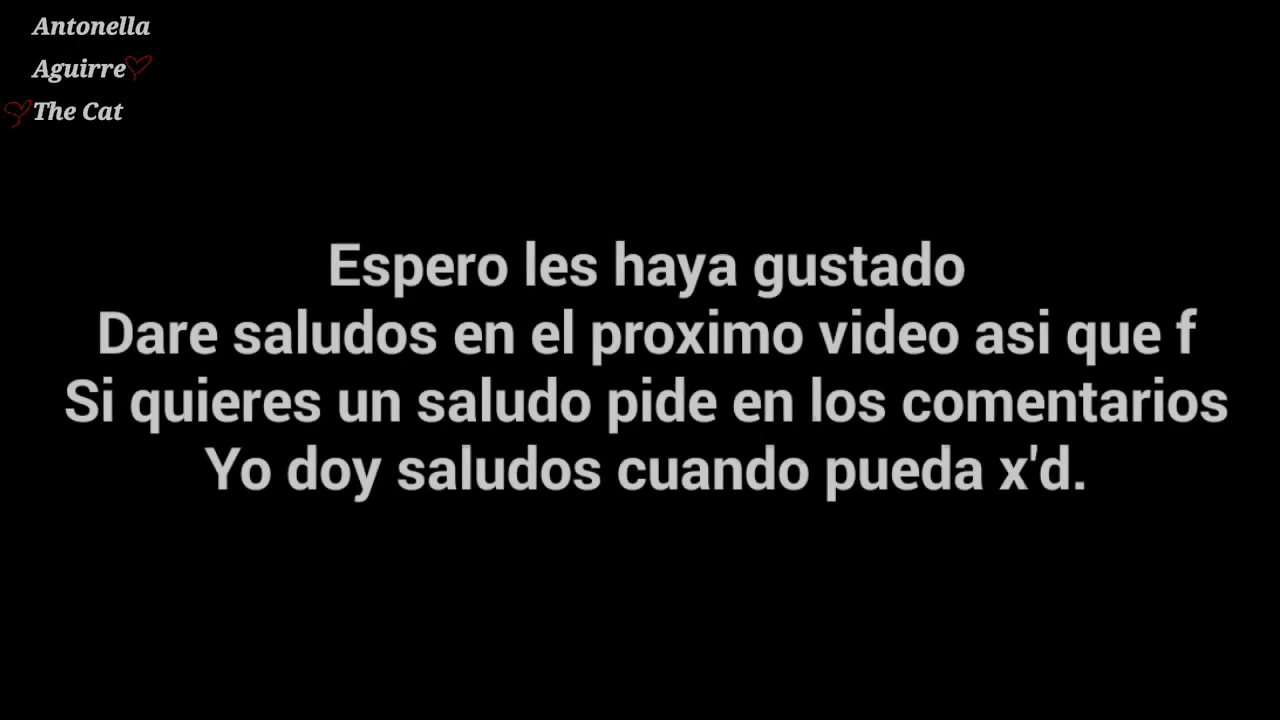 Antonella
Aguirre
The Cat
Espero les haya gustado
Dare saludos en el proximo video asi que f
Si quieres un saludo pide en los comentarios
Yo doy saludos cuando pueda x'd.